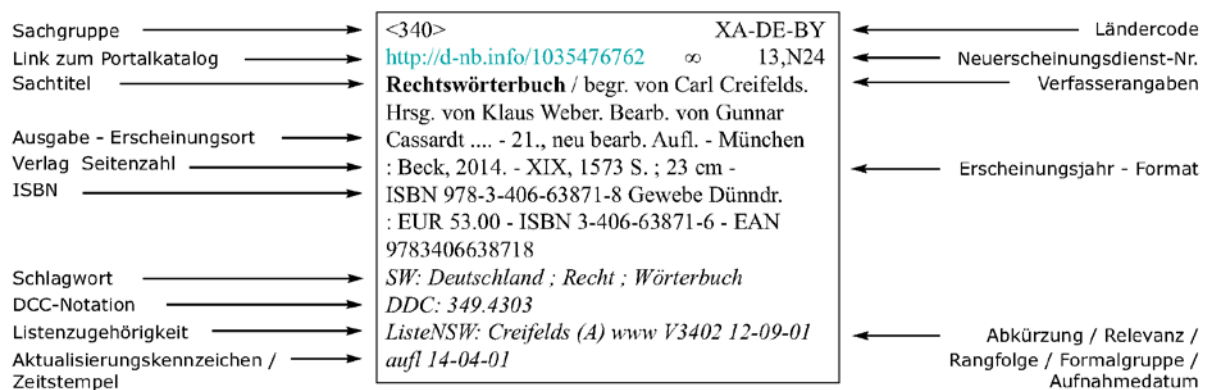 Sachgruppe
Link zum Portalkatalog
Sachtitel
Ausgabe - Erscheinungsort
Verlag Seitenzahl
ISBN
Schlagwort
DCC-Notation
Listenzugehörigkeit
Aktualisierungskennzeichen /
Zeitstempel
<340> XA-DE-BY
http://d-nb.info/1035476762 ∞ 13,N24
Rechtswörterbuch / begr. von Carl Creifelds.
Hrsg. von Klaus Weber. Bearb. von Gunnar
Cassardt .... - 21., neu bearb. Aufl. - München
: Beck, 2014. - XIX, 1573 S. ; 23 cm -
ISBN 978-3-406-63871-8 Gewebe Dünndr.
: EUR 53.00 - ISBN 3-406-63871-6 - EAN
9783406638718
SW: Deutschland ; Recht ; Wörterbuch
DDC: 349.4303
ListeNSW: Creifelds (A) www V3402 12-09-01
aufl 14-04-01
Ländercode
Neuerscheinungsdienst-Nr.
Verfasserangaben
Erscheinungsjahr - Format
Abkürzung / Relevanz /
Rangfolge / Formalgruppe /
Aufnahmedatum